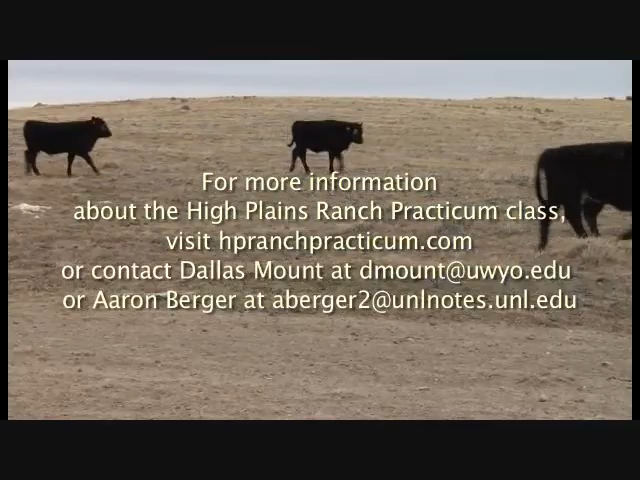 For more information
about the High Plains Ranch Practicum class,
visit hpranchpracticum.com
or contact Dallas Mount at dmount@uwyo.edu
or Aaron Berger at aberger2@unlnotes.unl.edu